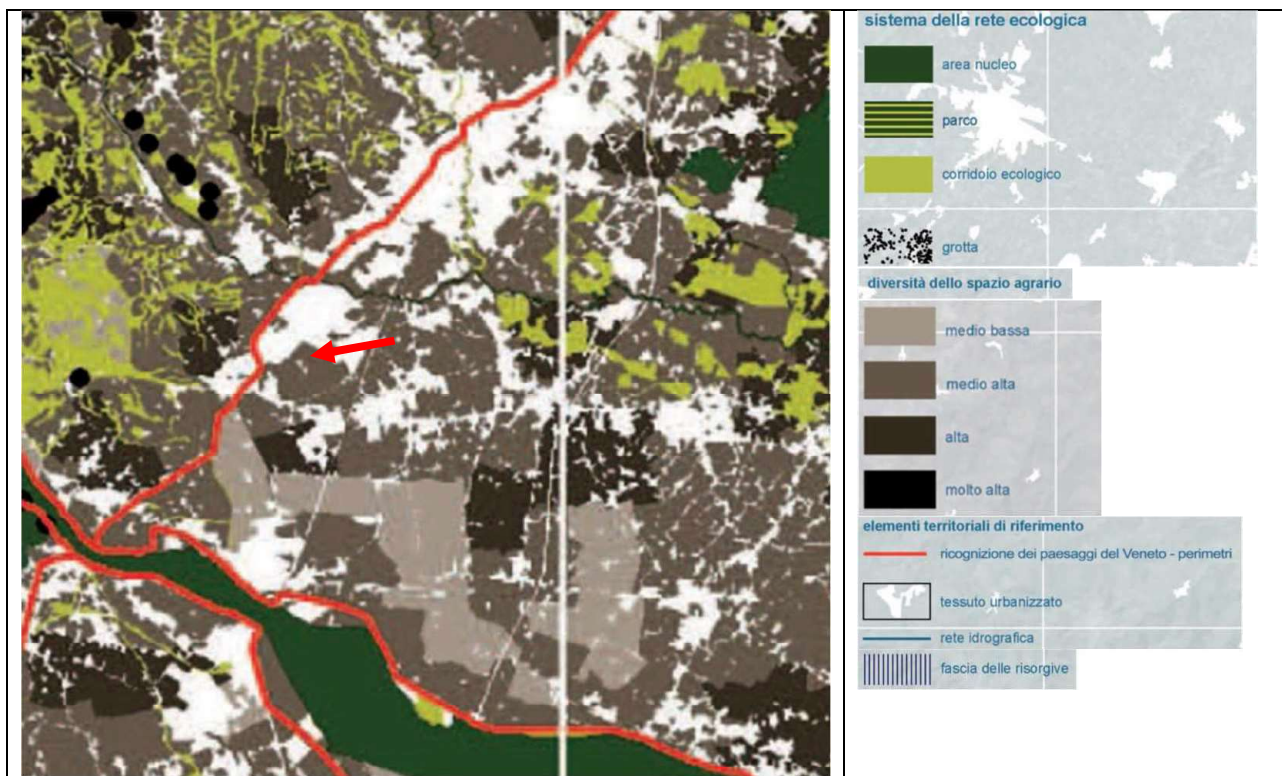 sistema della rete ecologica
area nucleo
parco
corridoio ecologico
grotta
diversità dello spazio agrario
medio bassa
medio alta
alta
molto alta
elementi territoriali di riferimento
ricognizione dei paesaggi del Veneto - perimetri
tessuto urbanizzato
rete idrografica
fascia delle risorgive